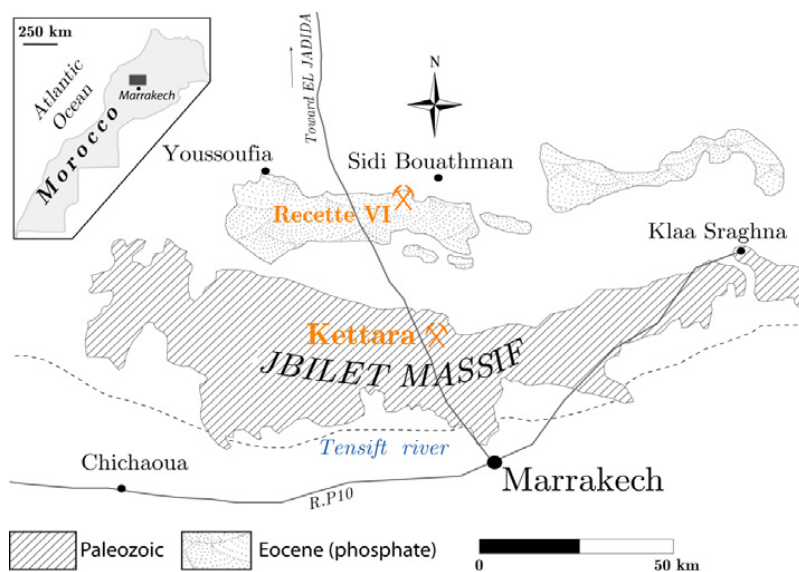 250 km
Atlantic
Ocean
Marrakech
Morocco
Toward EL JADIDA
N
Youssoufia
Sidi Bouathman
Recette VI
Klaa Sraghna
Kettara
JBILET MASSIF
Tensift river
Chichaoua
Marrakech
R.P10
Paleozoic
Eocene (phosphate)
0
50 km